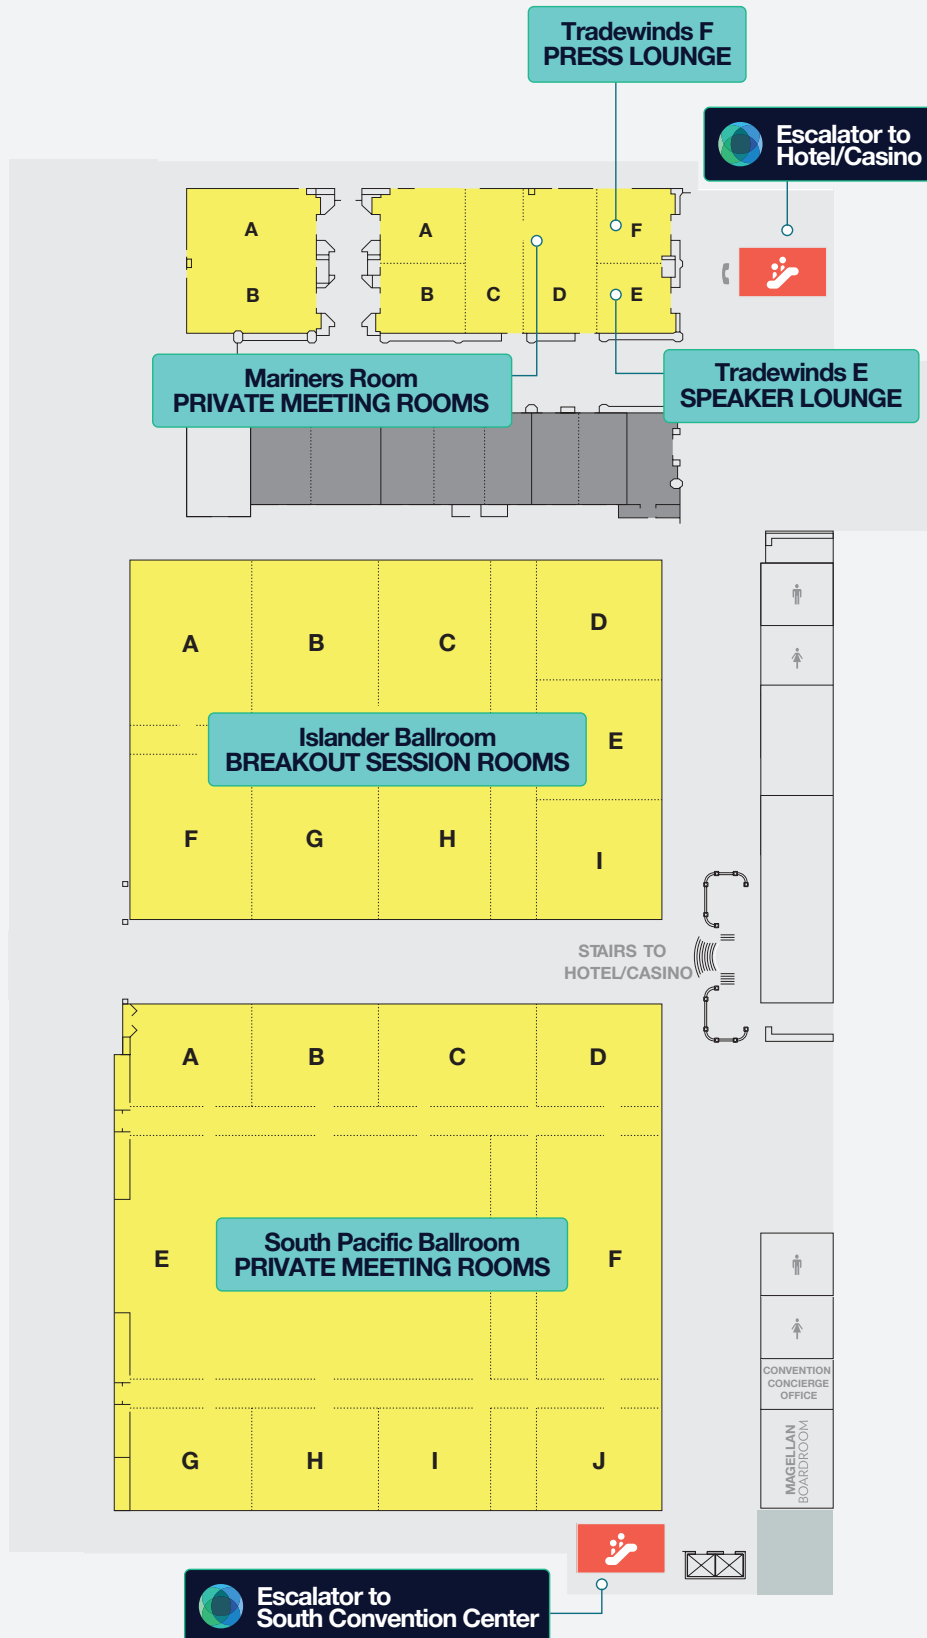 Tradewinds F
PRESS LOUNGE
Escalator to
Hotel/Casino
A
A
F
B
B
C
D
E
Mariners Room
PRIVATE MEETING ROOMS
Tradewinds E
SPEAKER LOUNGE
A
B
C
D
Islander Ballroom
BREAKOUT SESSION ROOMS
E
F
G
H
I
STAIRS TO
HOTEL/CASINO
A
B
C
D
E
South Pacific Ballroom
PRIVATE MEETING ROOMS
F
CONVENTION
CONCIERGE
OFFICE
G
H
I
J
MAGELLAN
BOARDROOM
Escalator to
South Convention Center